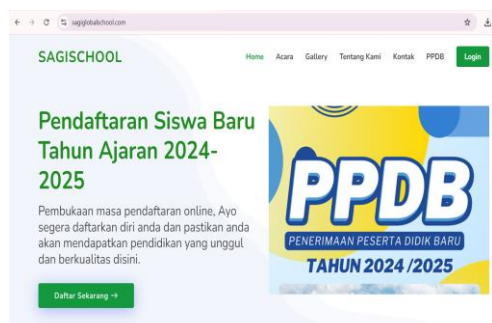 sagiglobalschool.com
SAGISCHOOL
Home Acara Gallery Tentang Kami Kontak PPDB Login
Pendaftaran Siswa Baru
Tahun Ajaran 2024-
2025
Pembukaan masa pendaftaran online, Ayo
segera daftarkan diri anda dan pastikan anda
akan mendapatkan pendidikan yang unggul
dan berkualitas disini.
Daftar Sekarang →
PPDB
PENERIMAAN PESERTA DIDIK BARU
TAHUN 2024 /2025